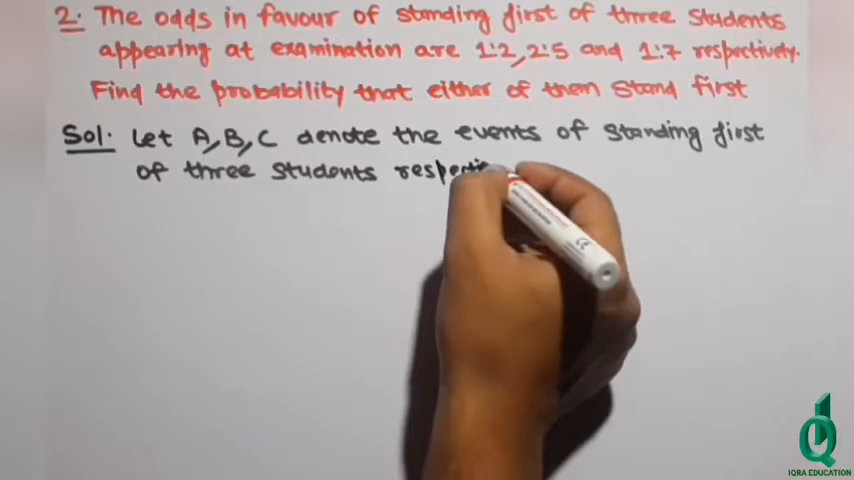 2. The odds in favour of standing first of three students
appearing at examination are 1:2, 2:5 and 1:7 respectively.
Find the probability that either of them stand first
Sol. Let A, B, C denote the events of standing first
of three students
IQRA EDUCATION